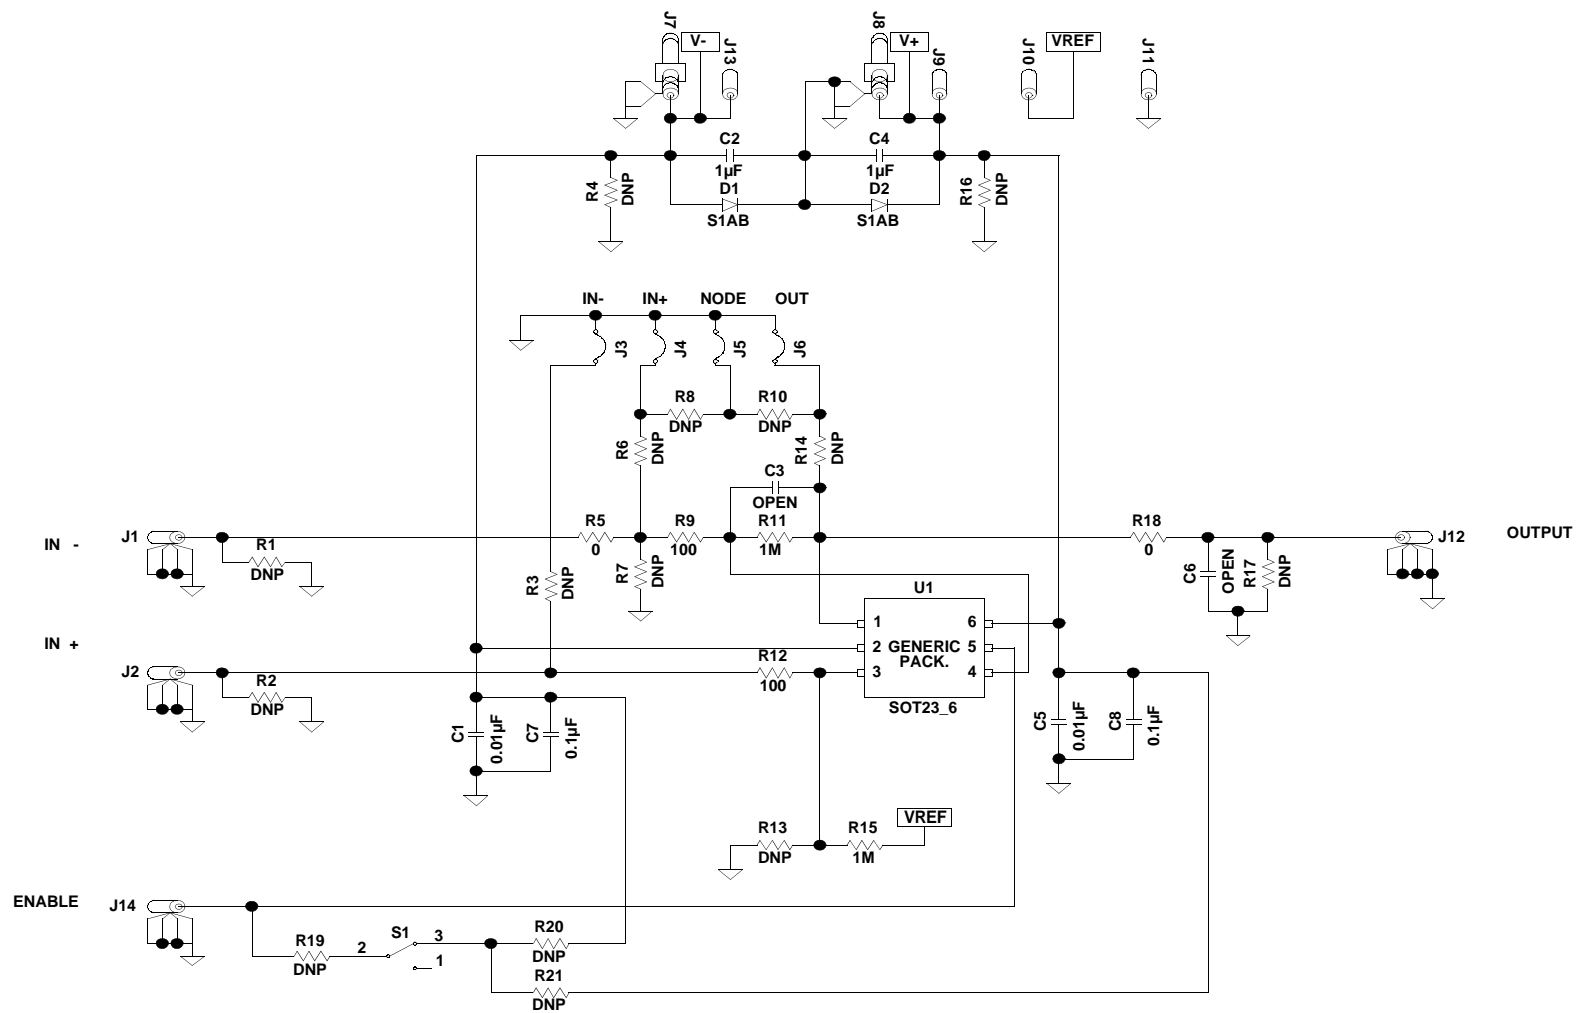 J7
V-
J13
J8
V+
J9
J10
VREF
J11
C2
1µF
D1
S1AB
C4
1µF
D2
S1AB
R4
DNP
R16
DNP
IN-
IN+
NODE
OUT
J3
J4
J5
J6
R8
DNP
R10
DNP
R6
DNP
R14
DNP
C3
OPEN
IN -
J1
R1
DNP
R5
0
R9
100
R11
1M
R18
0
J12
OUTPUT
R3
DNP
R7
DNP
C6
OPEN
R17
DNP
U1
1
6
2
GENERIC
5
PACK.
3
4
SOT23_6
IN +
J2
R2
DNP
R12
100
C1
0.01µF
C7
0.1µF
C5
0.01µF
C8
0.1µF
R13
DNP
R15
1M
VREF
ENABLE
J14
R19
DNP
2
S1
3
1
R20
DNP
R21
DNP